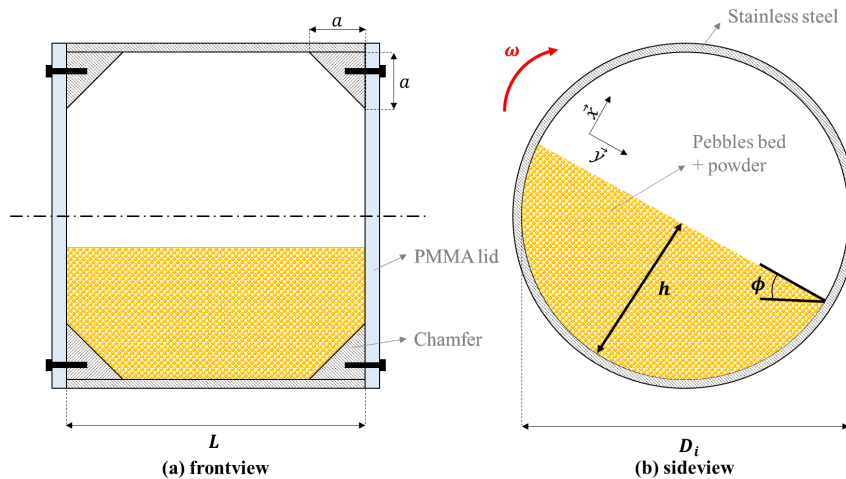 a
a
PMMA lid
Chamfer
L
(a) frontview
Stainless steel
ω
x⃗
y⃗
Pebbles bed
+ powder
h
ϕ
D_i
(b) sideview